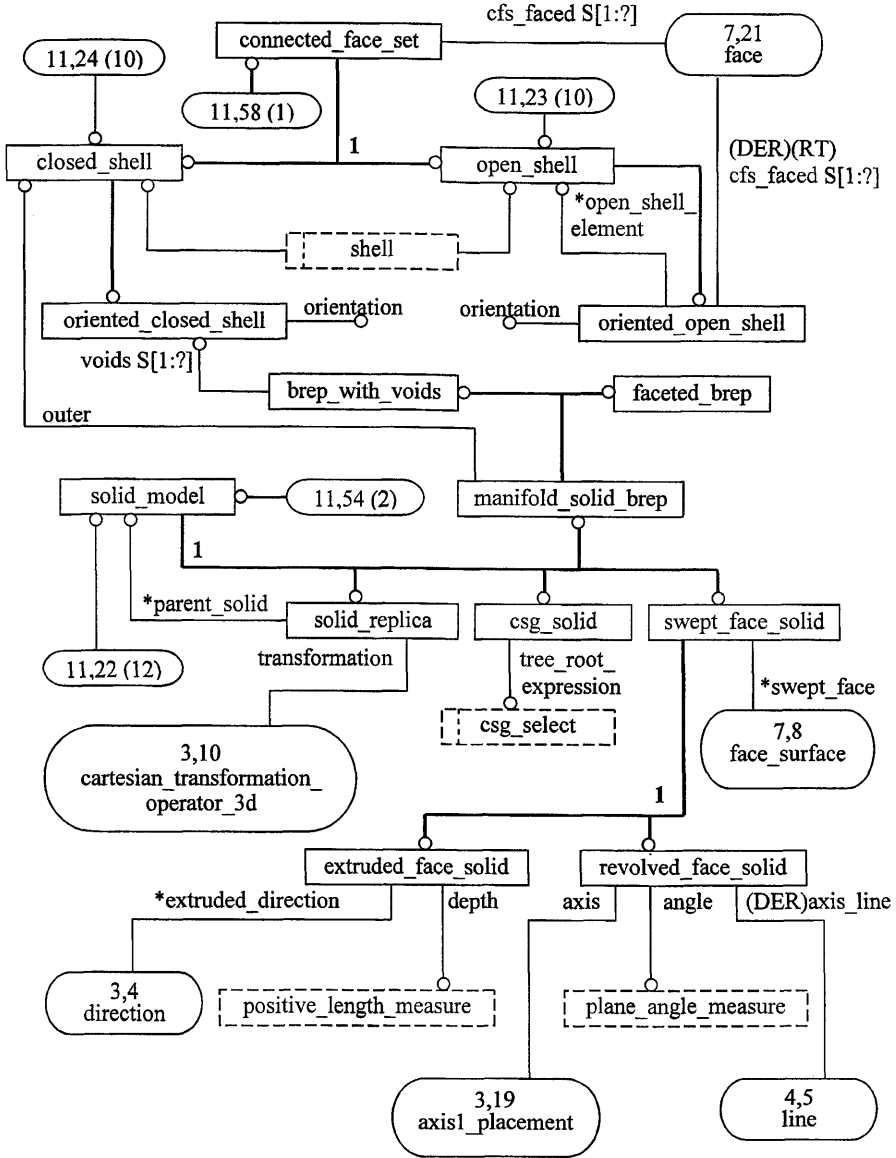 cfs_faced S[1:?]
connected_face_set
7,21
face
11,24 (10)
11,58 (1)
11,23 (10)
1
closed_shell
open_shell
(DER)(RT)
cfs_faced S[1:?]
*open_shell_
element
shell
oriented_closed_shell
orientation
orientation
oriented_open_shell
voids S[1:?]
brep_with_voids
faceted_brep
outer
solid_model
11,54 (2)
manifold_solid_brep
1
*parent_solid
solid_replica
csg_solid
swept_face_solid
11,22 (12)
transformation
tree_root_
expression
*swept_face
csg_select
3,10
cartesian_transformation_
operator_3d
7,8
face_surface
1
extruded_face_solid
revolved_face_solid
*extruded_direction
depth
axis
angle
(DER)axis_line
3,4
direction
positive_length_measure
plane_angle_measure
3,19
axis1_placement
4,5
line